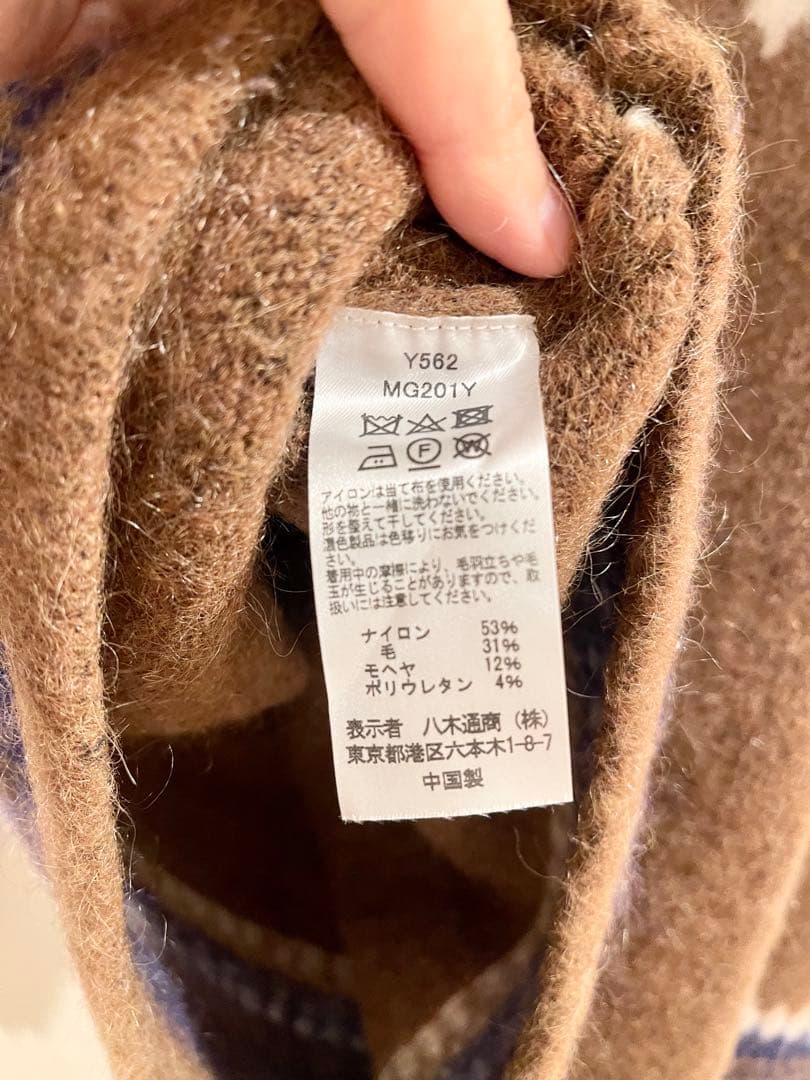 Y562
MG201Y
F
W
アイロンは当て布を使用ください。
他の物と一緒に洗わないでください。
形を整えて干してください。
濃色製品は色移りにお気をつけくだ
さい。
着用中の摩擦により、毛羽立ちや毛
玉が生じることがありますので、取
扱いには注意してください。
ナイロン 53%
毛 31%
モヘヤ 12%
ポリウレタン 4%
表示者 八木通商(株)
東京都港区六本木1-8-7
中国製